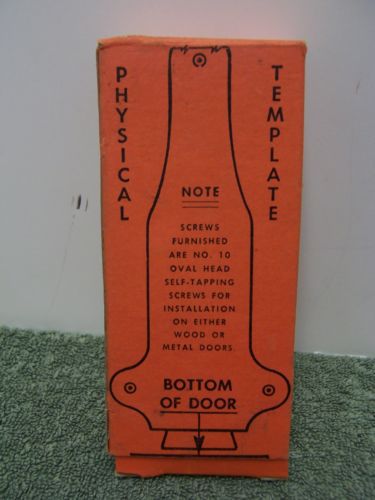 PHYSICAL
TEMPLATE
NOTE
SCREWS
FURNISHED
ARE NO. 10
OVAL HEAD
SELF-TAPPING
SCREWS FOR
INSTALLATION
ON EITHER
WOOD OR
METAL DOORS.
BOTTOM
OF DOOR